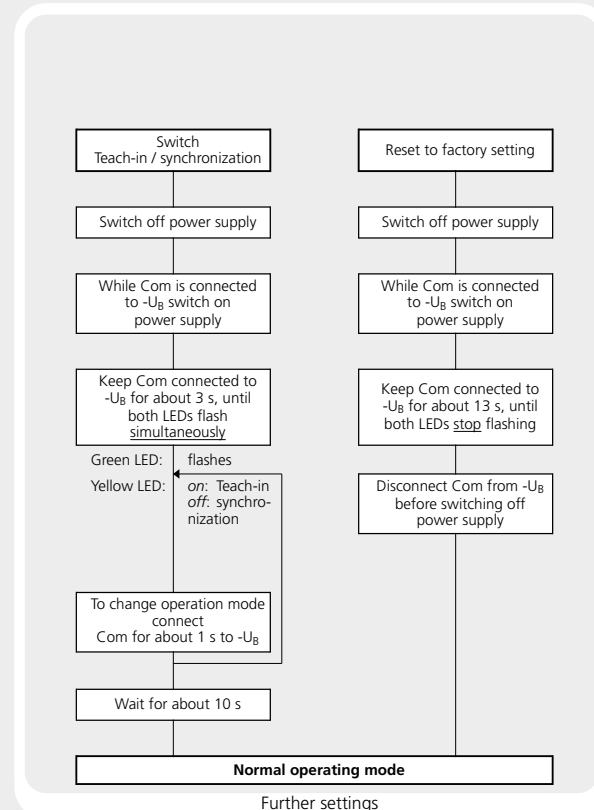 Switch
Teach-in / synchronization
Switch off power supply
While Com is connected
to -UB switch on
power supply
Keep Com connected to
-UB for about 3 s, until
both LEDs flash
simultaneously
Green LED: flashes
Yellow LED: on: Teach-in
off: synchro-
nization
To change operation mode
connect
Com for about 1 s to -UB
Wait for about 10 s
Reset to factory setting
Switch off power supply
While Com is connected
to -UB switch on
power supply
Keep Com connected to
-UB for about 13 s, until
both LEDs stop flashing
Disconnect Com from -UB
before switching off
power supply
Normal operating mode
Further settings